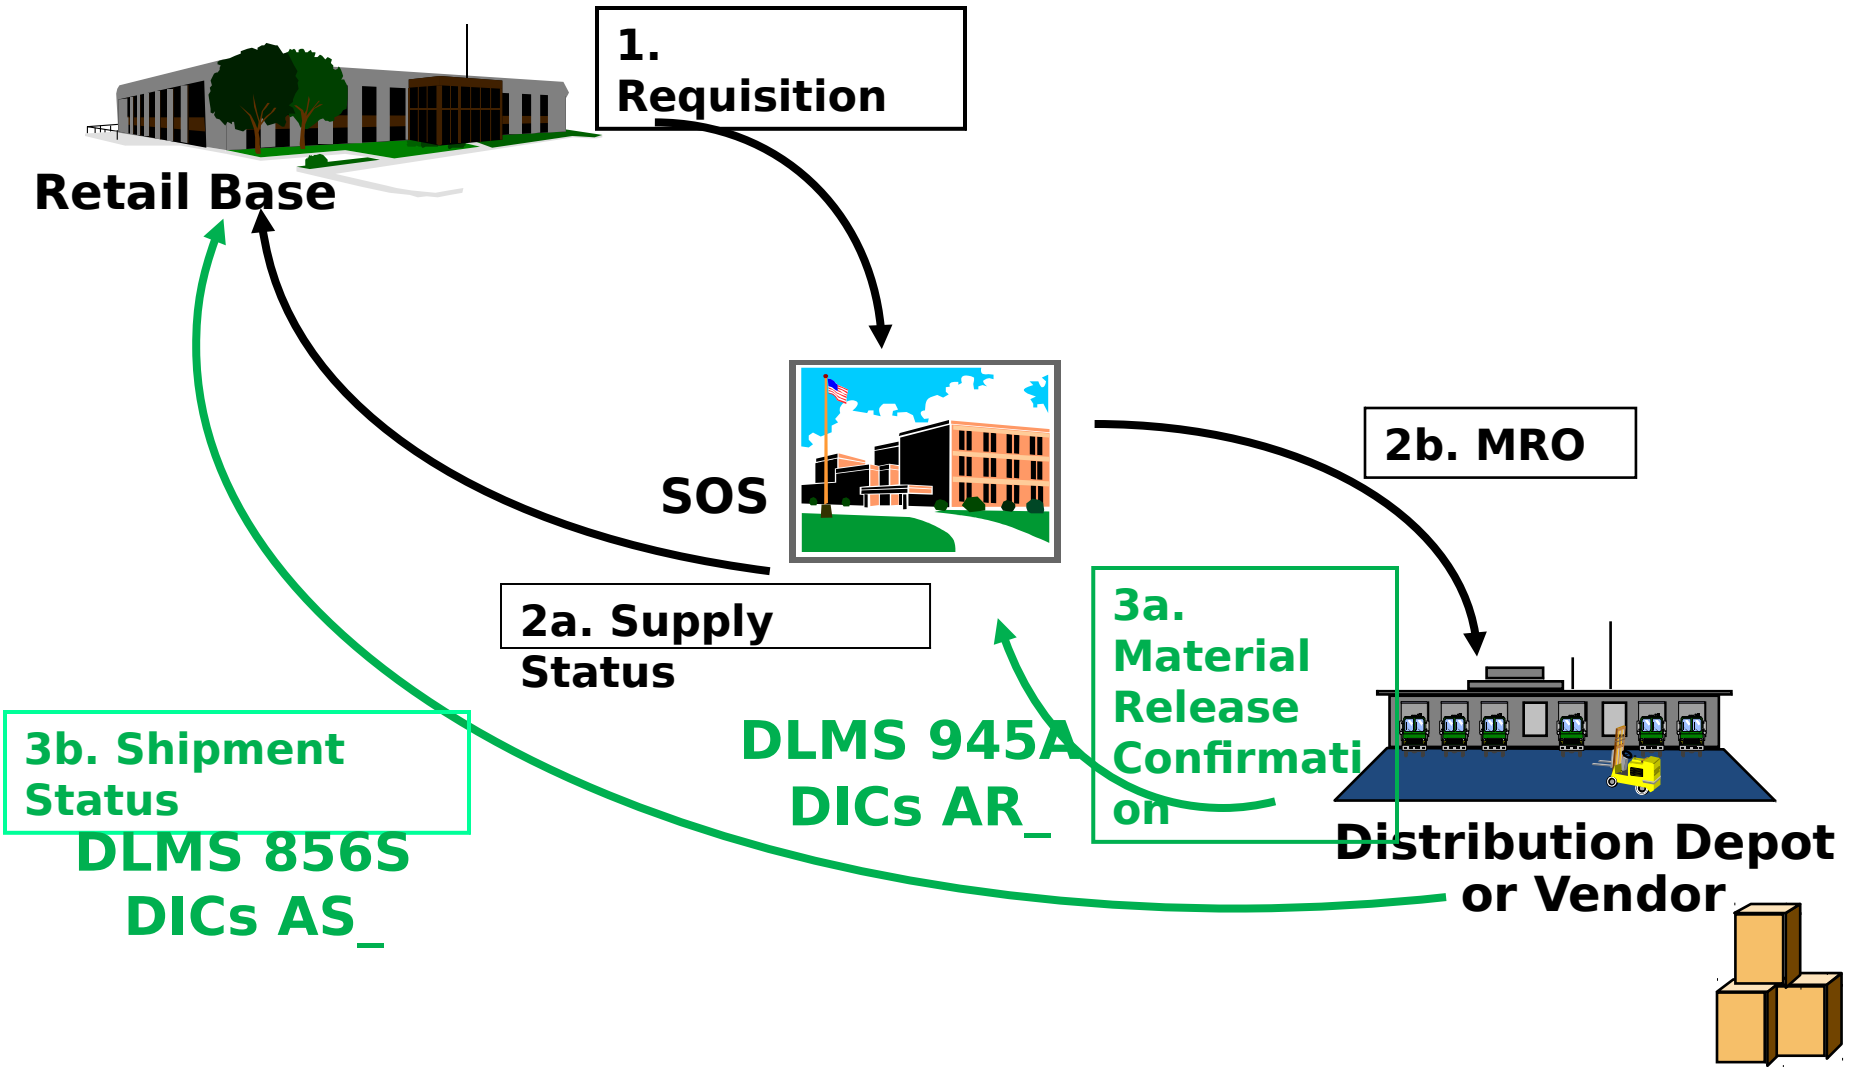 1.
Requisition
Retail Base
2b. MRO
SOS
2a. Supply
Status
3a.
Material
Release
Confirmati
on
DLMS 945A
DICs AR_
3b. Shipment
Status
DLMS 856S
DICs AS_
Distribution Depot
or Vendor